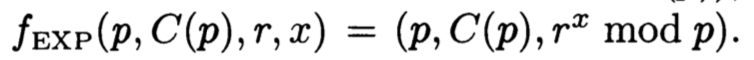 f_EXP(p, C(p), r, x) = (p, C(p), r^x mod p).